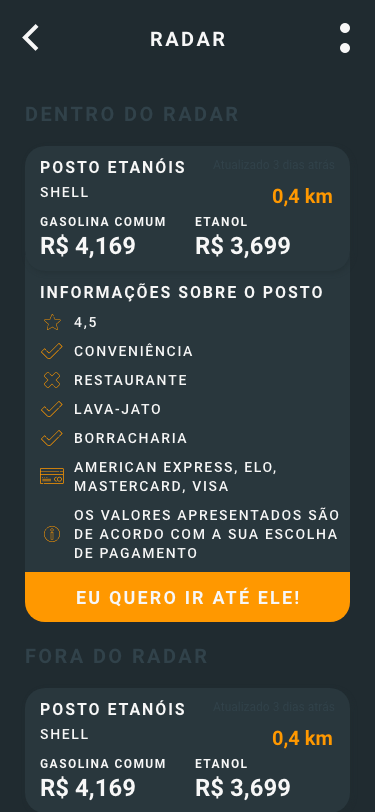 RADAR
DENTRO DO RADAR
POSTO ETANÓIS
Atualizado 3 dias atrás
SHELL
0,4 km
GASOLINA COMUM ETANOL
R$ 4,169 R$ 3,699
INFORMAÇÕES SOBRE O POSTO
4,5
CONVENIÊNCIA
RESTAURANTE
LAVA-JATO
BORRACHARIA
AMERICAN EXPRESS, ELO,
MASTERCARD, VISA
OS VALORES APRESENTADOS SÃO
DE ACORDO COM A SUA ESCOLHA
DE PAGAMENTO
EU QUERO IR ATÉ ELE!
FORA DO RADAR
POSTO ETANÓIS
Atualizado 3 dias atrás
SHELL
0,4 km
GASOLINA COMUM ETANOL
R$ 4,169 R$ 3,699